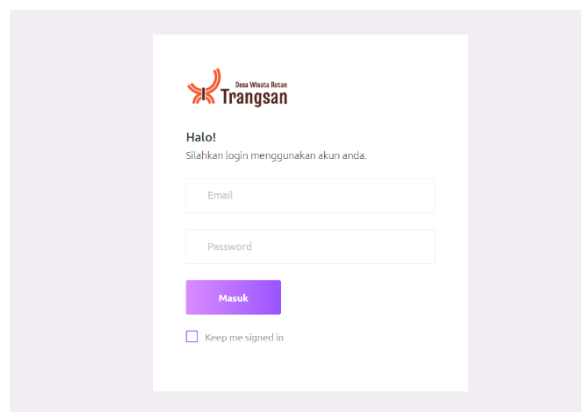 Desa Wisata Rotan
Trangsan
Halo!
Silahkan login menggunakan akun anda.
Email
Password
Masuk
Keep me signed in